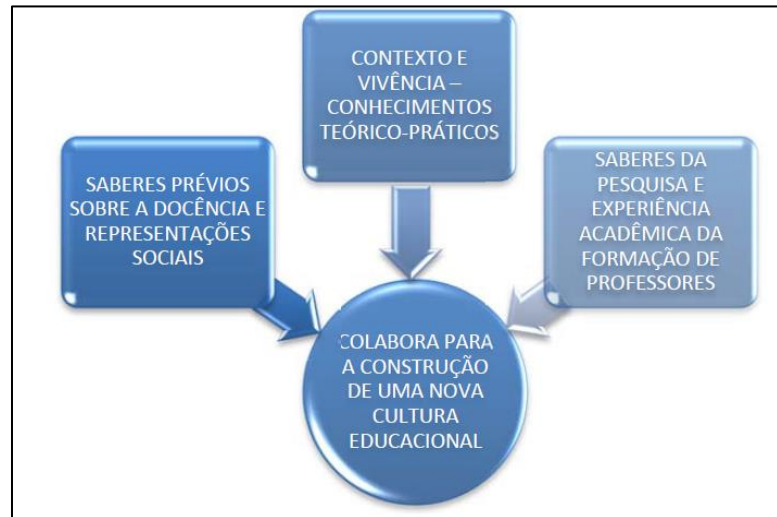 CONTEXTO E
VIVÊNCIA –
CONHECIMENTOS
TEÓRICO-PRÁTICOS
SABERES PRÉVIOS
SOBRE A DOCÊNCIA E
REPRESENTAÇÕES
SOCIAIS
SABERES DA
PESQUISA E
EXPERIÊNCIA
ACADÊMICA DA
FORMAÇÃO DE
PROFESSORES
COLABORA PARA
A CONSTRUÇÃO
DE UMA NOVA
CULTURA
EDUCACIONAL